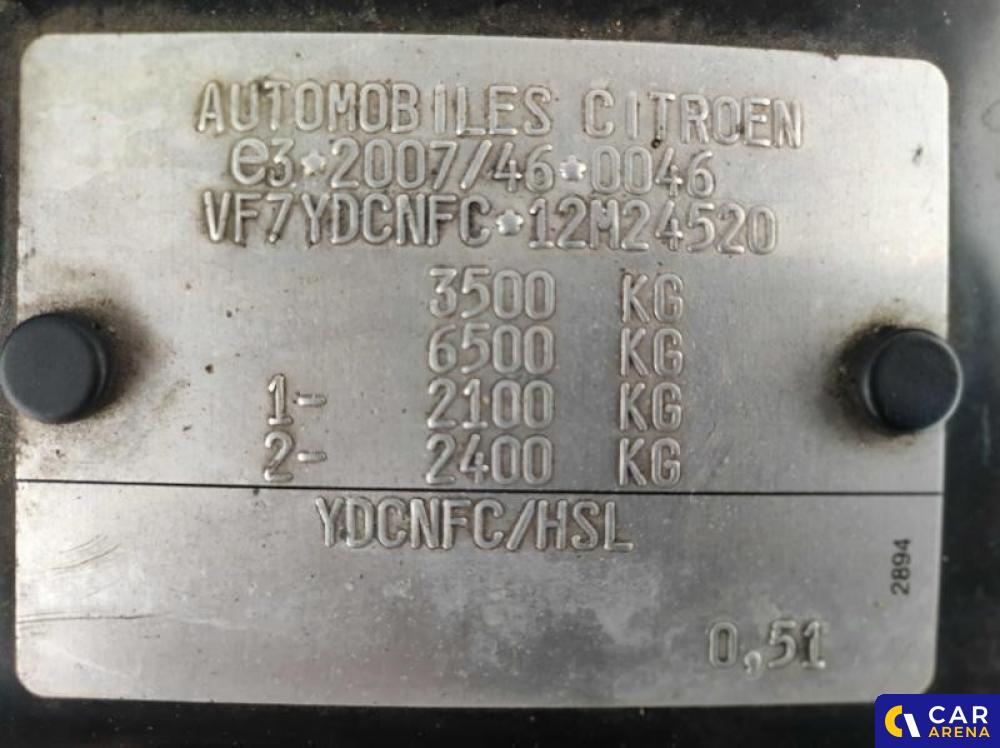 AUTOMOBILES CITROEN
e3*2007/46*0046
VF7YDCNFC*12M24520
3500 KG
6500 KG
1- 2100 KG
2- 2400 KG
YDCNFC/HSL
2894
0,51
CAR
ARENA